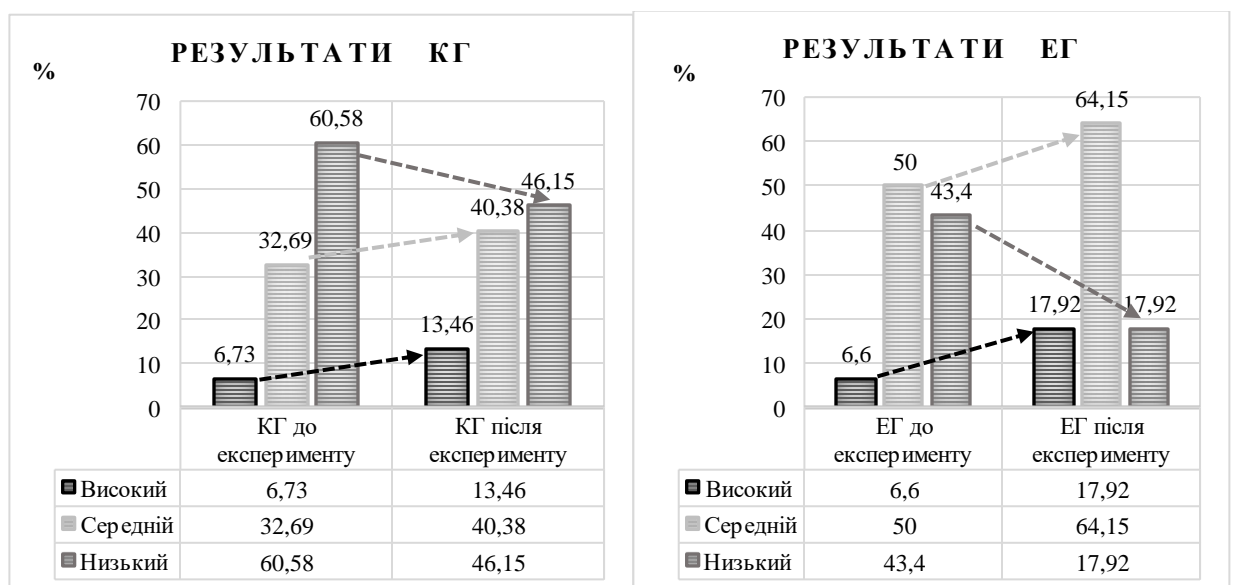 РЕЗУЛЬТАТИ КГ
%
70
60
50
40
30
20
10
0
60,58
46,15
40,38
32,69
13,46
6,73
КГ до експерименту
КГ після експерименту
Високий 6,73 13,46
Середній 32,69 40,38
Низький 60,58 46,15
РЕЗУЛЬТАТИ ЕГ
%
70
60
50
40
30
20
10
0
64,15
50
43,4
17,92
17,92
6,6
ЕГ до експерименту
ЕГ після експерименту
Високий 6,6 17,92
Середній 50 64,15
Низький 43,4 17,92